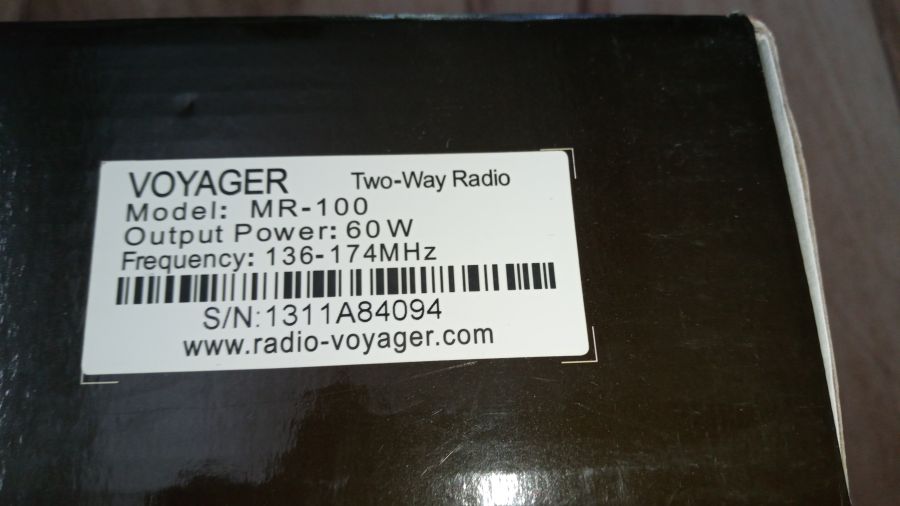 VOYAGER Two-Way Radio
Model: MR-100
Output Power: 60W
Frequency: 136-174MHz
S/N:1311A84094
www.radio-voyager.com